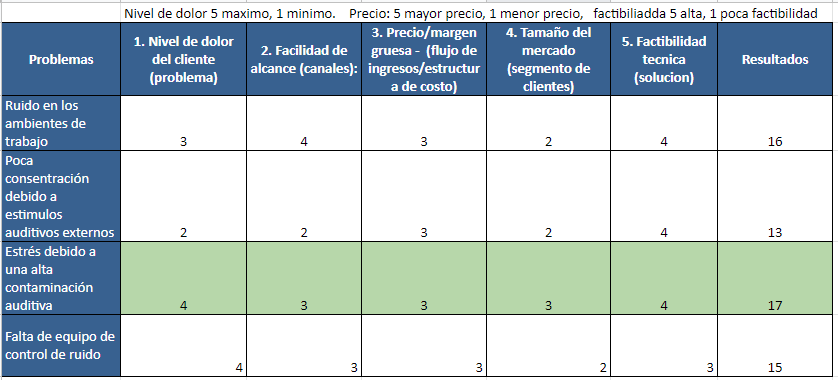 Nivel de dolor 5 maximo, 1 minimo. Precio: 5 mayor precio, 1 menor precio, factibiliadda 5 alta, 1 poca factibilidad
Problemas
1. Nivel de dolor
del cliente
(problema)
2. Facilidad de
alcance (canales):
3. Precio/margen
gruesa - (flujo de
ingresos/estructur
a de costo)
4. Tamaño del
mercado
(segmento de
clientes)
5. Factibilidad
tecnica
(solucion)
Resultados
Ruido en los
ambientes de
trabajo
3 4 3 2 4 16
Poca
consentración
debido a
estimulos
auditivos externos
2 2 3 2 4 13
Estrés debido a
una alta
contaminación
auditiva
4 3 3 3 4 17
Falta de equipo de
control de ruido
4 3 3 2 3 15